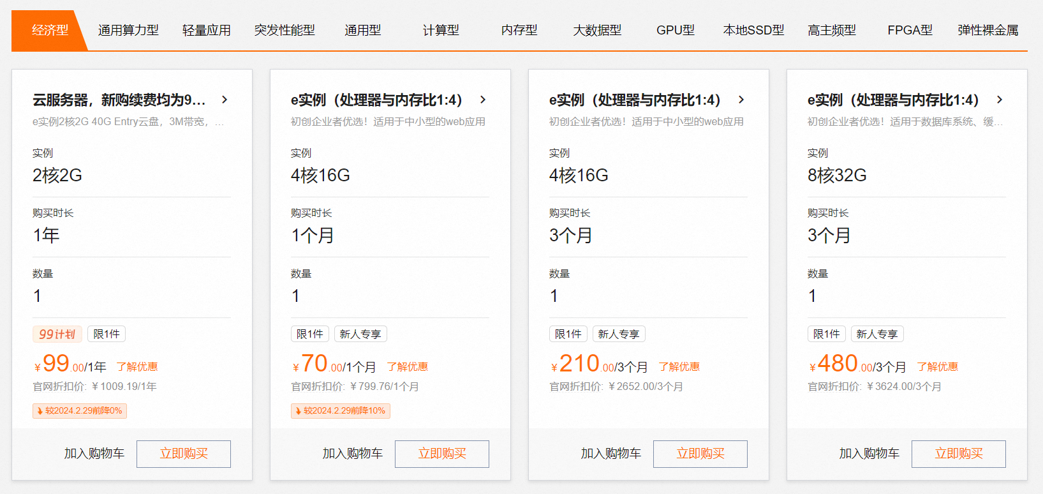 经济型 通用算力型 轻量应用 突发性能型 通用型 计算型 内存型 大数据型 GPU型 本地SSD型 高主频型 FPGA型 弹性裸金属
云服务器，新购续费均为9...
e实例2核2G 40G Entry云盘，3M带宽，...
实例
2核2G
购买时长
1年
数量
1
99计划 限1件
¥99.00/1年 了解优惠
官网折扣价: ¥1009.19/1年
较2024.2.29前降0%
加入购物车 立即购买
e实例（处理器与内存比1:4）
初创企业者优选！适用于中小型的web应用
实例
4核16G
购买时长
1个月
数量
1
限1件 新人专享
¥70.00/1个月 了解优惠
官网折扣价: ¥799.76/1个月
较2024.2.29前降10%
加入购物车 立即购买
e实例（处理器与内存比1:4）
初创企业者优选！适用于中小型的web应用
实例
4核16G
购买时长
3个月
数量
1
限1件 新人专享
¥210.00/3个月 了解优惠
官网折扣价: ¥2652.00/3个月
加入购物车 立即购买
e实例（处理器与内存比1:4）
初创企业者优选！适用于数据库系统、缓...
实例
8核32G
购买时长
3个月
数量
1
限1件 新人专享
¥480.00/3个月 了解优惠
官网折扣价: ¥3624.00/3个月
加入购物车 立即购买